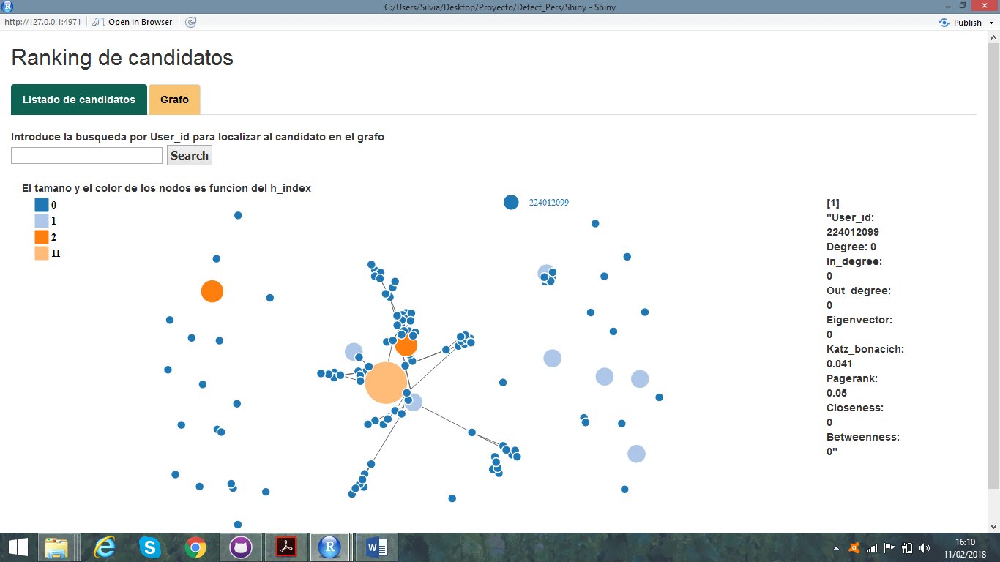 C:/Users/Silvia/Desktop/Proyecto/Detect_Pers/Shiny - Shiny
http://127.0.0.1:4971
Open in Browser
Publish
Ranking de candidatos
Listado de candidatos
Grafo
Introduce la busqueda por User_id para localizar al candidato en el grafo
Search
El tamano y el color de los nodos es funcion del h_index
0
1
2
11
224012099
[1]
"User_id:
224012099
Degree: 0
In_degree:
0
Out_degree:
0
Eigenvector:
0
Katz_bonacich:
0.041
Pagerank:
0.05
Closeness:
0
Betweenness:
0"
16:10
11/02/2018